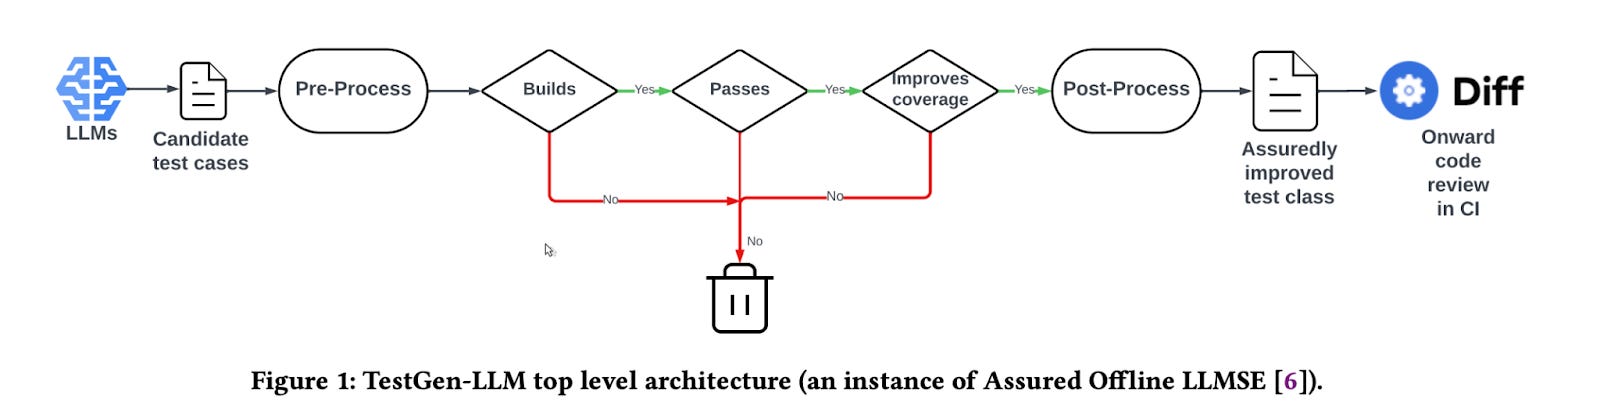 LLMs
Candidate
test cases
Pre-Process
Builds
Yes
Passes
Yes
Improves
coverage
Yes
Post-Process
Assuredly
improved
test class
Diff
Onward
code
review
in CI
No
No
No
Figure 1: TestGen-LLM top level architecture (an instance of Assured Offline LLMSE [6]).